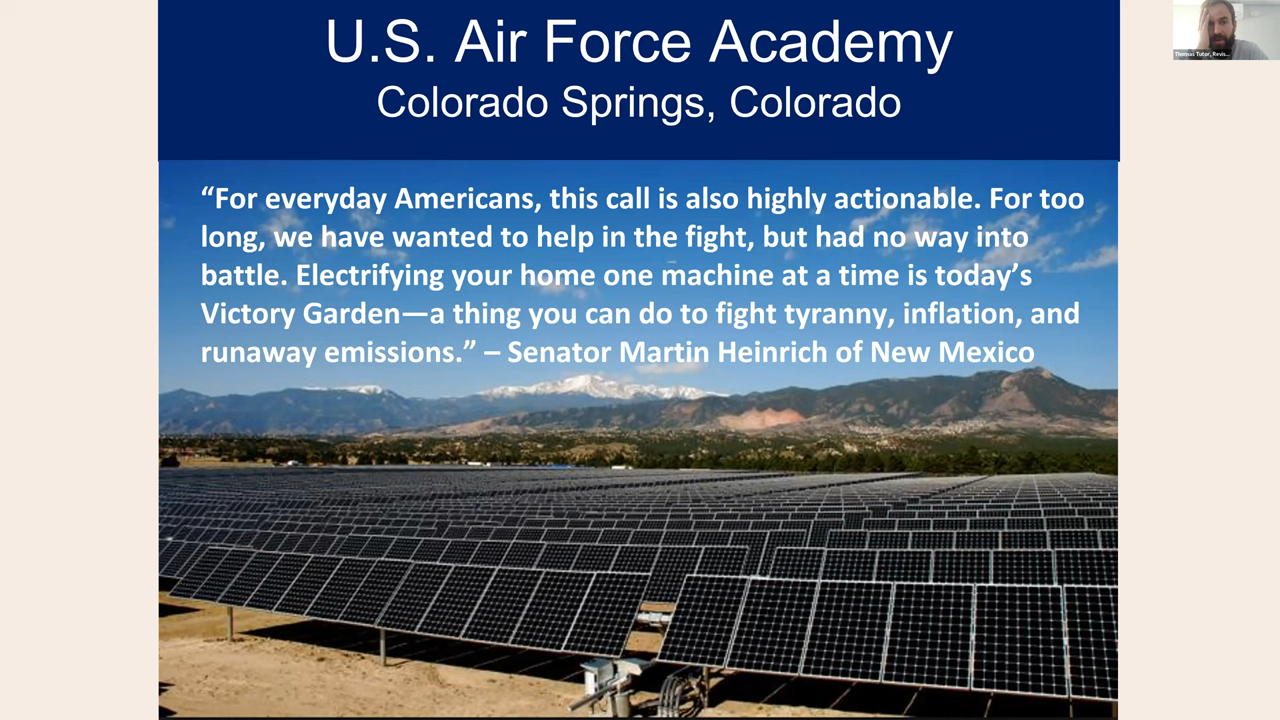 U.S. Air Force Academy
Colorado Springs, Colorado
“For everyday Americans, this call is also highly actionable. For too
long, we have wanted to help in the fight, but had no way into
battle. Electrifying your home one machine at a time is today’s
Victory Garden—a thing you can do to fight tyranny, inflation, and
runaway emissions.” – Senator Martin Heinrich of New Mexico
Thomas Tutor, Revis...